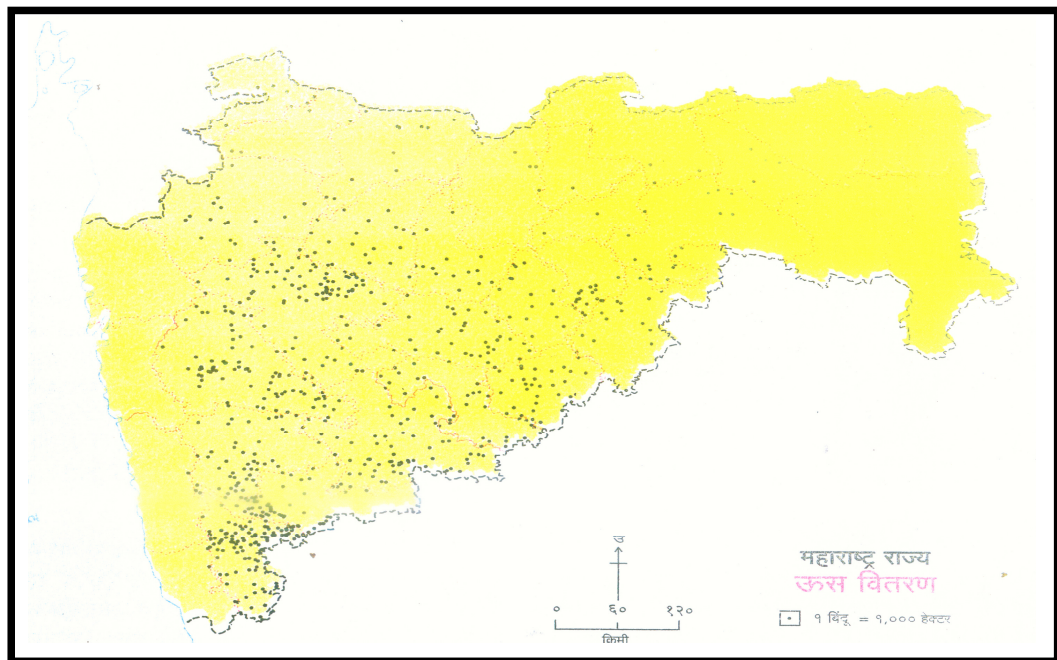 उ
० ६० १२०
किमी
महाराष्ट्र राज्य
ऊस वितरण
१ बिंदू = १,००० हेक्टर